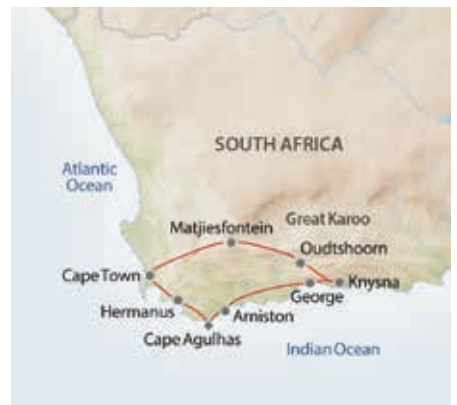 SOUTH AFRICA
Atlantic
Ocean
Great Karoo
Matjiesfontein
Oudtshoorn
Cape Town
Knysna
George
Hermanus
Arniston
Cape Agulhas
Indian Ocean